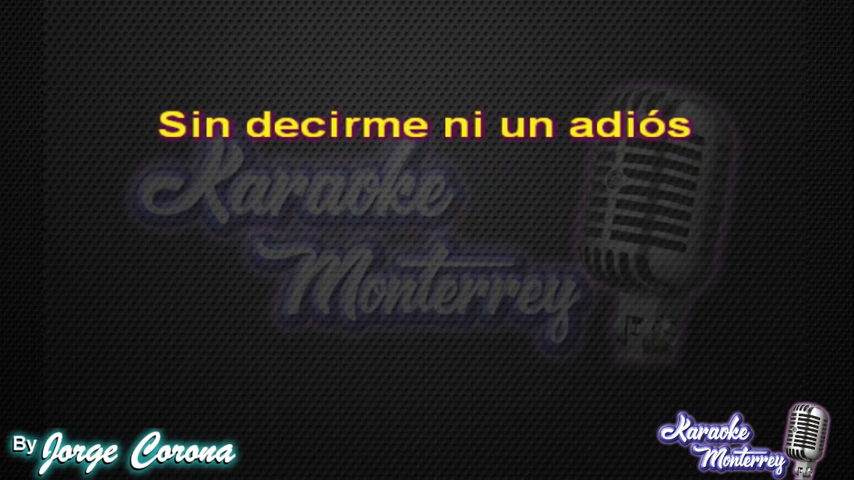 Sin decirme ni un adiós
Karaoke
Monterrey
By Jorge Corona
Karaoke
Monterrey